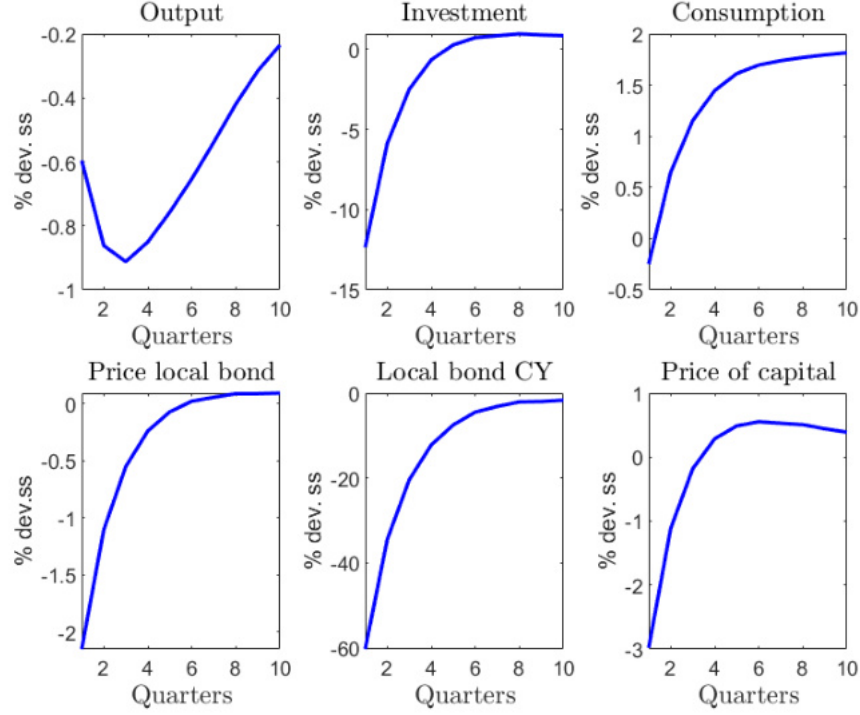 Output
% dev. ss
-0.2
-0.4
-0.6
-0.8
-1
2 4 6 8 10
Quarters
Investment
% dev. ss
0
-5
-10
-15
2 4 6 8 10
Quarters
Consumption
% dev. ss
2
1.5
1
0.5
0
-0.5
2 4 6 8 10
Quarters
Price local bond
% dev.ss
0
-0.5
-1
-1.5
-2
2 4 6 8 10
Quarters
Local bond CY
% dev. ss
0
-20
-40
-60
2 4 6 8 10
Quarters
Price of capital
% dev. ss
1
0
-1
-2
-3
2 4 6 8 10
Quarters